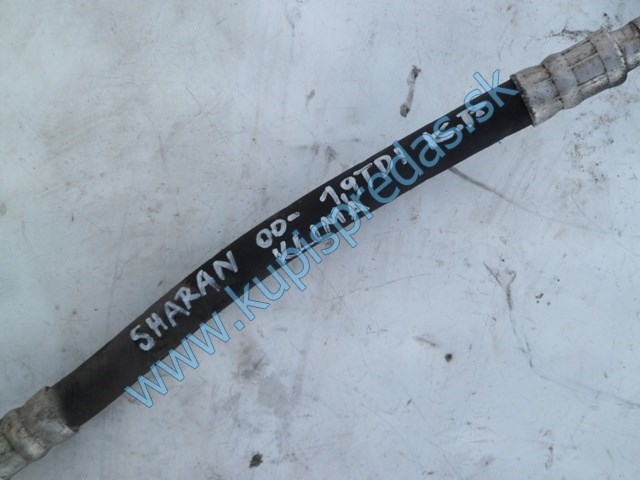 SHARAN 00- 1.9TDI
KLIMA
www.kupispredas.sk